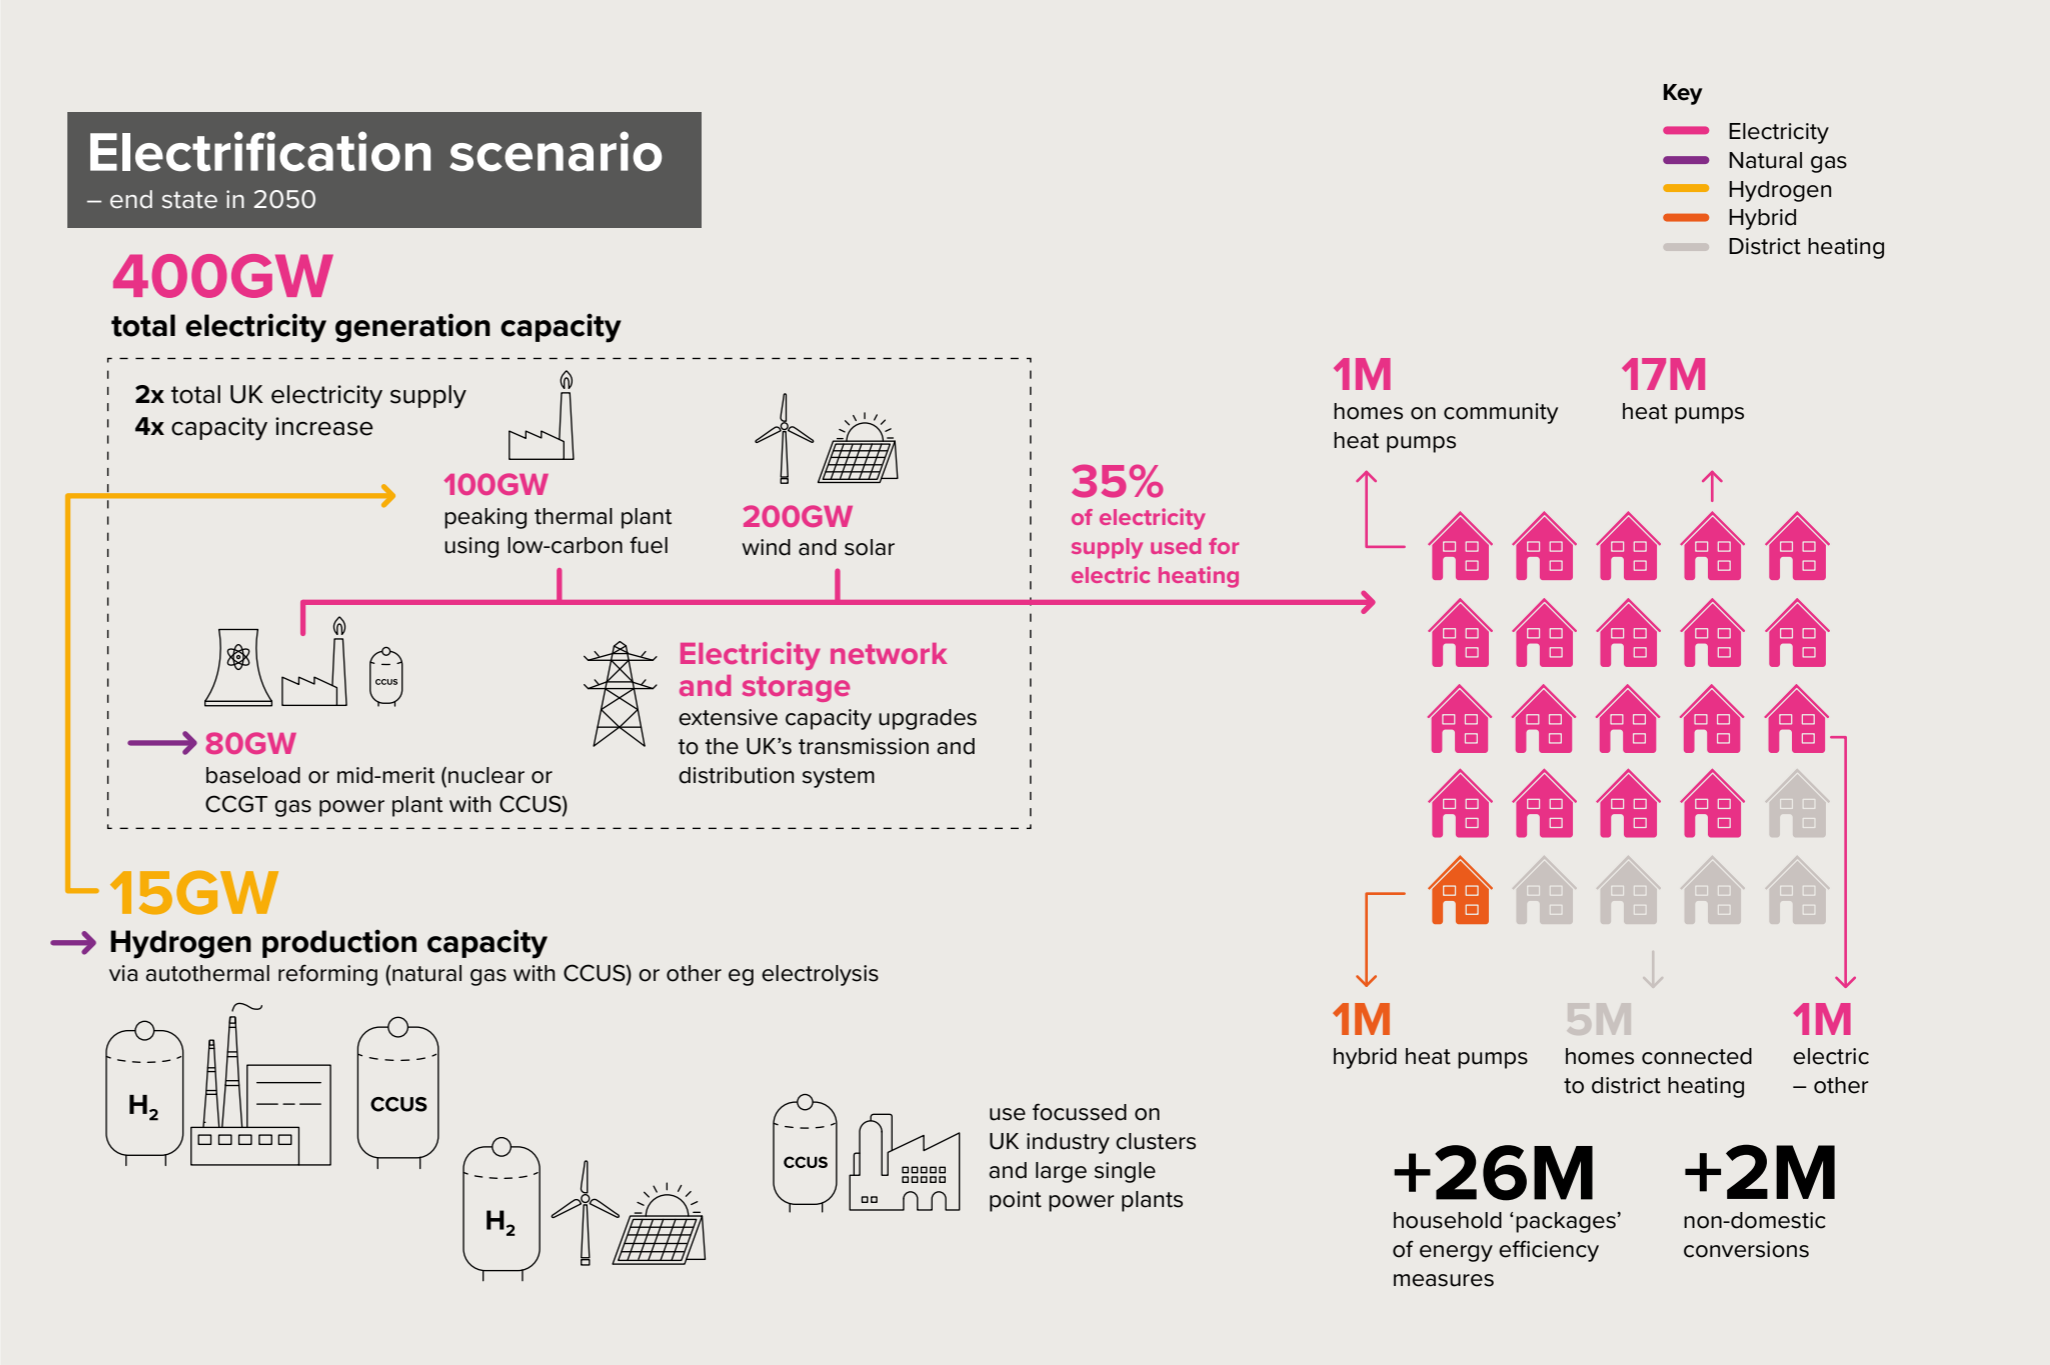 Key
Electricity
Natural gas
Hydrogen
Hybrid
District heating
Electrification scenario
– end state in 2050
400GW
total electricity generation capacity
2x total UK electricity supply
4x capacity increase
100GW
peaking thermal plant
using low-carbon fuel
200GW
wind and solar
35%
of electricity
supply used for
electric heating
CCUS
80GW
baseload or mid-merit (nuclear or
CCGT gas power plant with CCUS)
Electricity network
and storage
extensive capacity upgrades
to the UK’s transmission and
distribution system
15GW
Hydrogen production capacity
via autothermal reforming (natural gas with CCUS) or other eg electrolysis
H₂
CCUS
H₂
CCUS
use focussed on
UK industry clusters
and large single
point power plants
1M
homes on community
heat pumps
17M
heat pumps
1M
hybrid heat pumps
5M
homes connected
to district heating
1M
electric
– other
+26M
household ‘packages’
of energy efficiency
measures
+2M
non-domestic
conversions